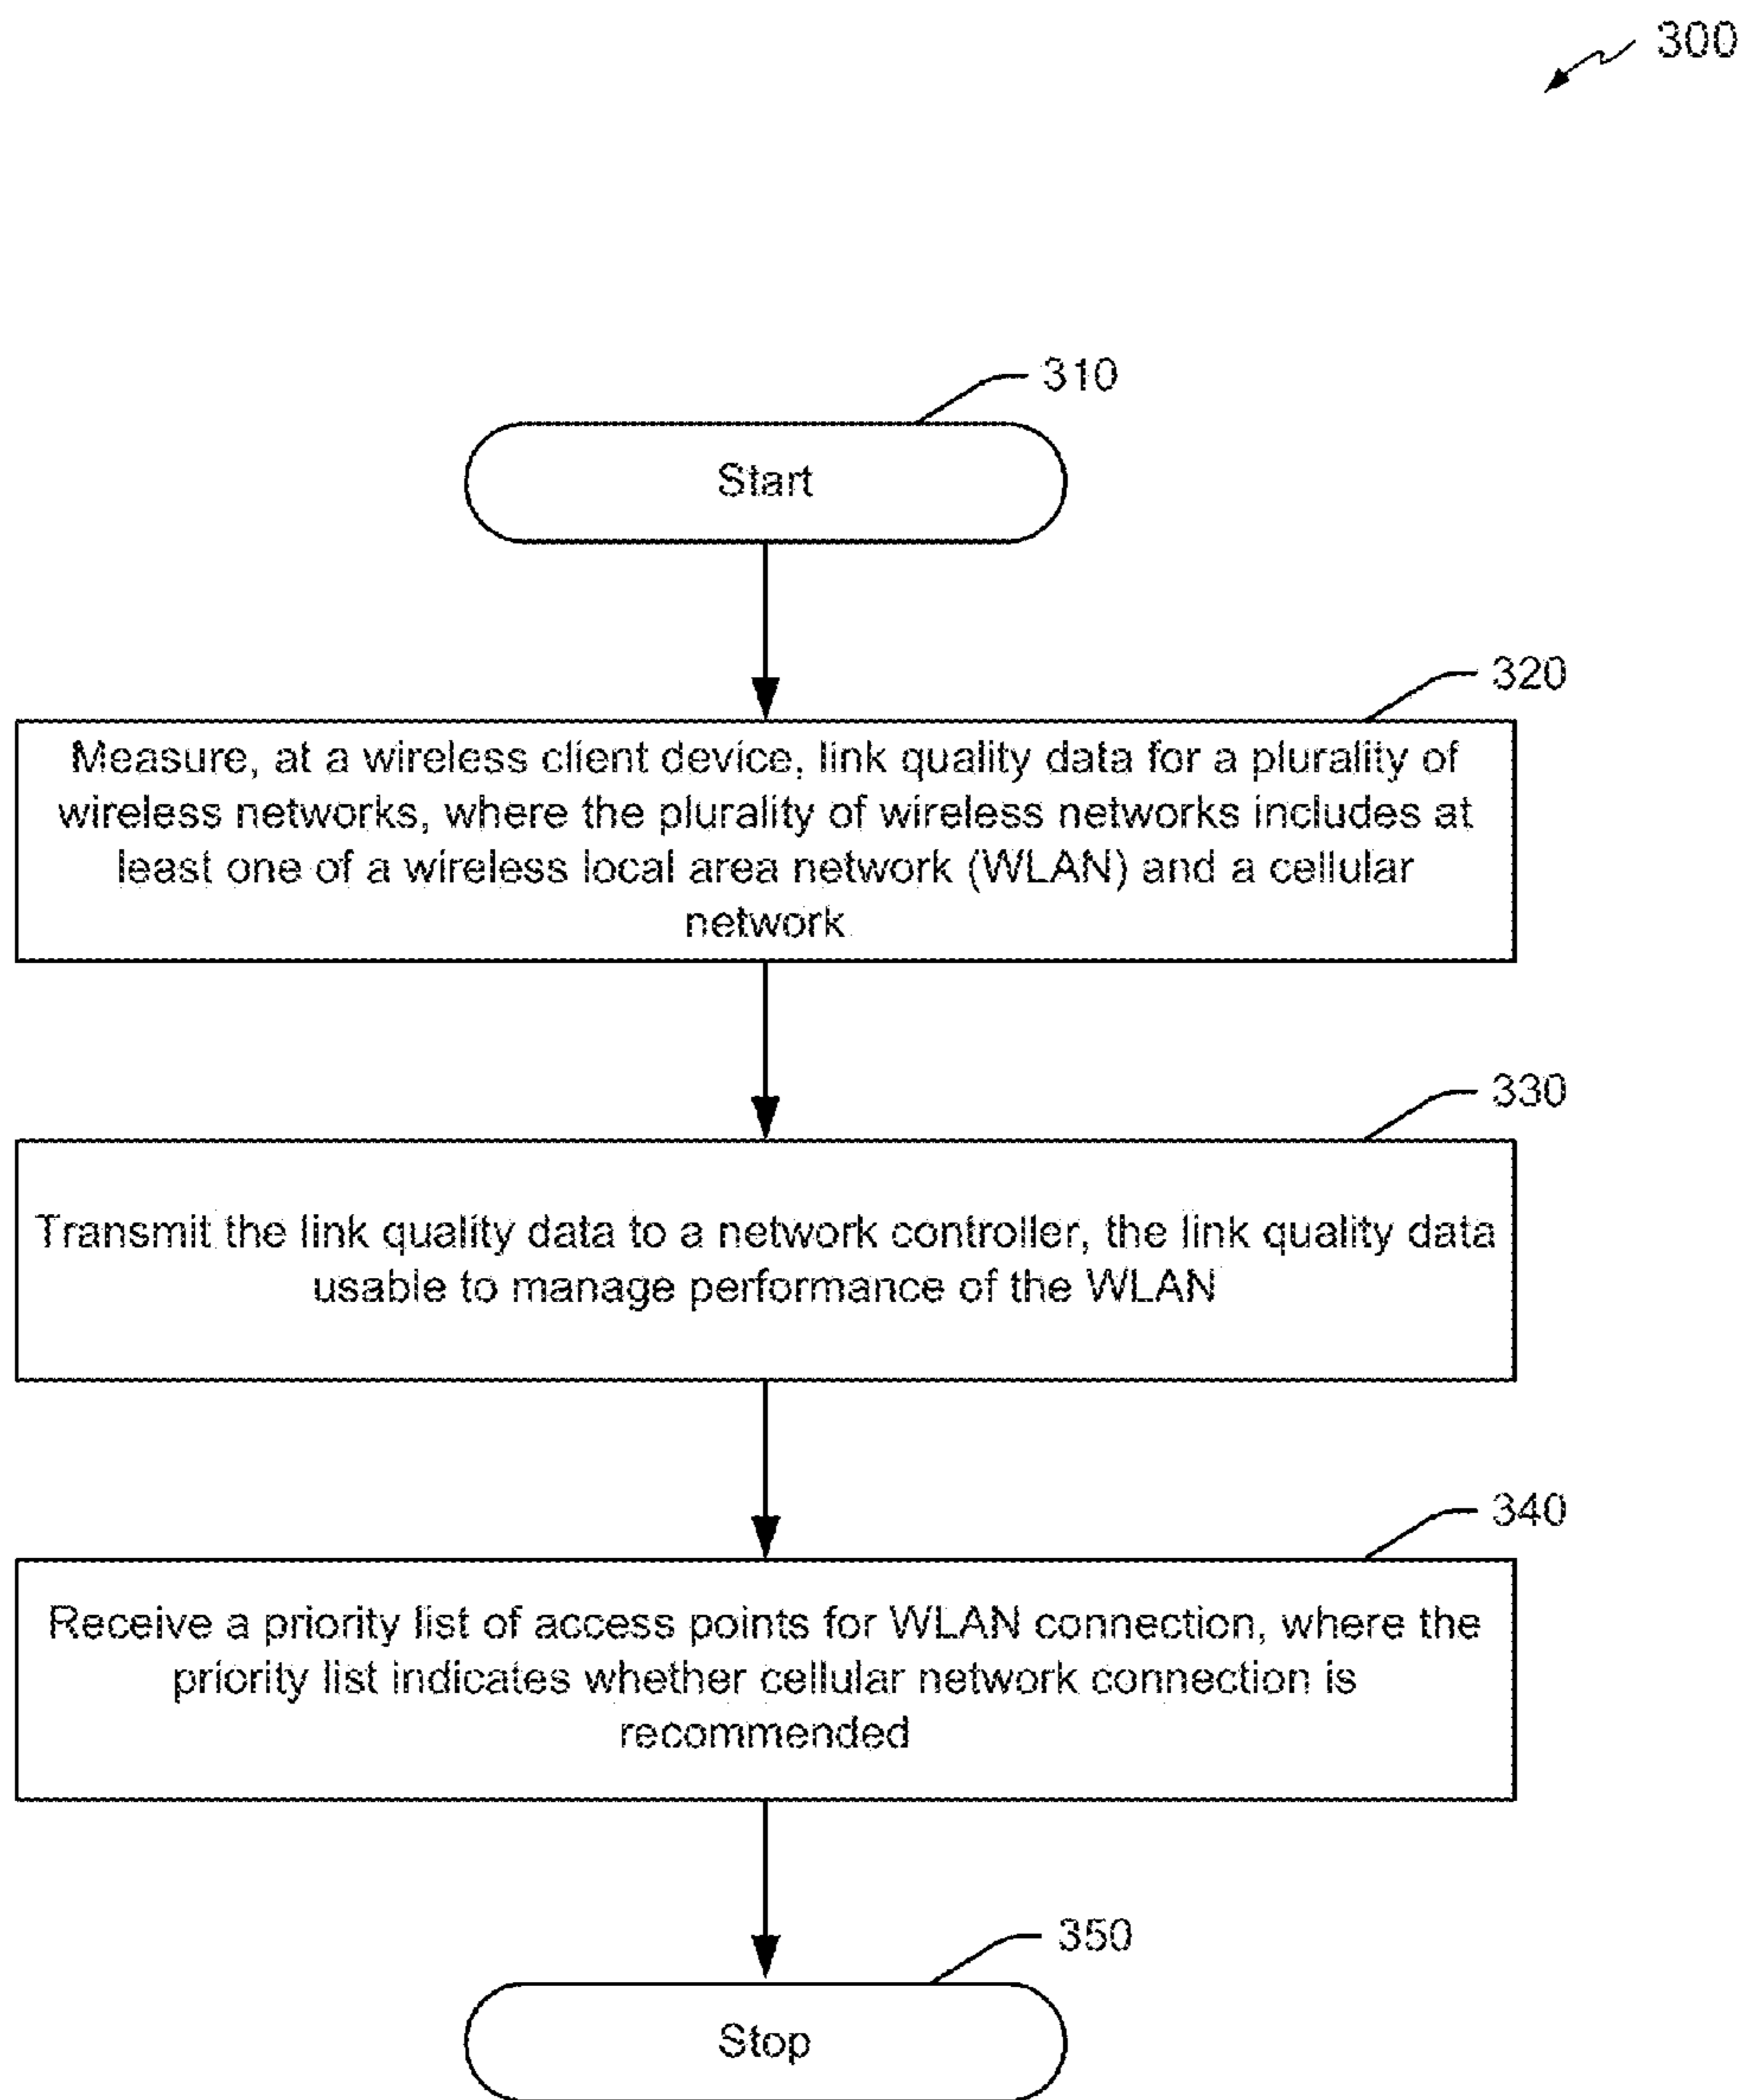 300
310
Start
320
Measure, at a wireless client device, link quality data for a plurality of
wireless networks, where the plurality of wireless networks includes at
least one of a wireless local area network (WLAN) and a cellular
network
330
Transmit the link quality data to a network controller, the link quality data
usable to manage performance of the WLAN
340
Receive a priority list of access points for WLAN connection, where the
priority list indicates whether cellular network connection is
recommended
350
Stop